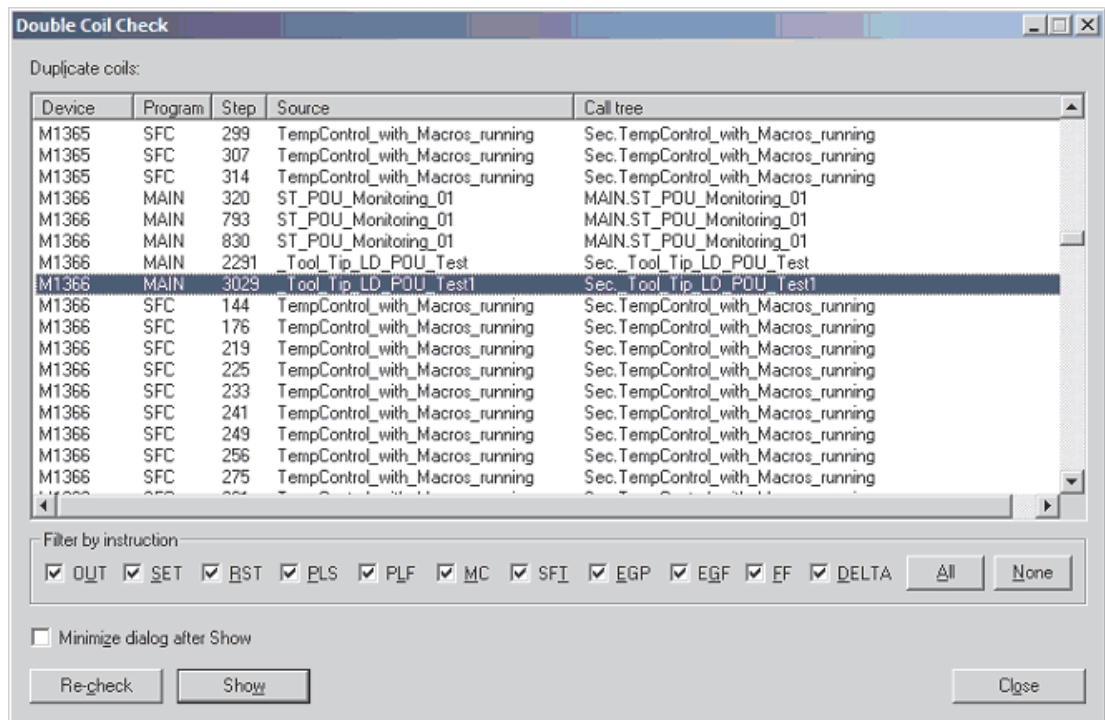 Double Coil Check
Duplicate coils:
Device Program Step Source Call tree
M1365 SFC 299 TempControl_with_Macros_running Sec.TempControl_with_Macros_running
M1365 SFC 307 TempControl_with_Macros_running Sec.TempControl_with_Macros_running
M1365 SFC 314 TempControl_with_Macros_running Sec.TempControl_with_Macros_running
M1366 MAIN 320 ST_POU_Monitoring_01 MAIN.ST_POU_Monitoring_01
M1366 MAIN 793 ST_POU_Monitoring_01 MAIN.ST_POU_Monitoring_01
M1366 MAIN 830 ST_POU_Monitoring_01 MAIN.ST_POU_Monitoring_01
M1366 MAIN 2291 _Tool_Tip_LD_POU_Test Sec._Tool_Tip_LD_POU_Test
M1366 MAIN 3029 _Tool_Tip_LD_POU_Test1 Sec._Tool_Tip_LD_POU_Test1
M1366 SFC 144 TempControl_with_Macros_running Sec.TempControl_with_Macros_running
M1366 SFC 176 TempControl_with_Macros_running Sec.TempControl_with_Macros_running
M1366 SFC 219 TempControl_with_Macros_running Sec.TempControl_with_Macros_running
M1366 SFC 225 TempControl_with_Macros_running Sec.TempControl_with_Macros_running
M1366 SFC 233 TempControl_with_Macros_running Sec.TempControl_with_Macros_running
M1366 SFC 241 TempControl_with_Macros_running Sec.TempControl_with_Macros_running
M1366 SFC 249 TempControl_with_Macros_running Sec.TempControl_with_Macros_running
M1366 SFC 256 TempControl_with_Macros_running Sec.TempControl_with_Macros_running
M1366 SFC 275 TempControl_with_Macros_running Sec.TempControl_with_Macros_running
Filter by instruction
OUT SET RST PLS PLF MC SFT EGP EGF FF DELTA All None
Minimize dialog after Show
Re-check Show Close